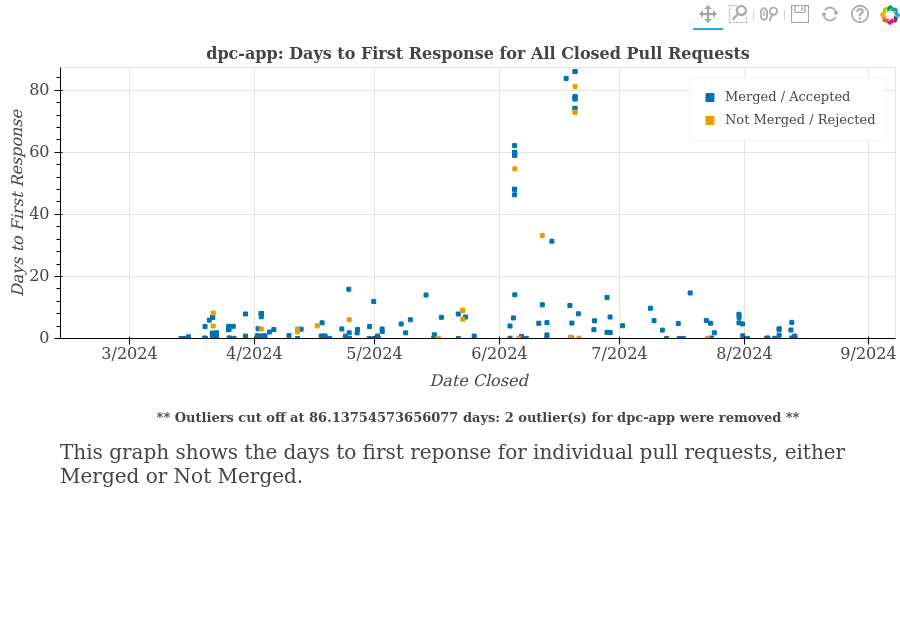 dpc-app: Days to First Response for All Closed Pull Requests
Days to First Response
80
60
40
20
0
Merged / Accepted
Not Merged / Rejected
3/2024 4/2024 5/2024 6/2024 7/2024 8/2024 9/2024
Date Closed
** Outliers cut off at 86.13754573656077 days: 2 outlier(s) for dpc-app were removed **
This graph shows the days to first reponse for individual pull requests, either
Merged or Not Merged.